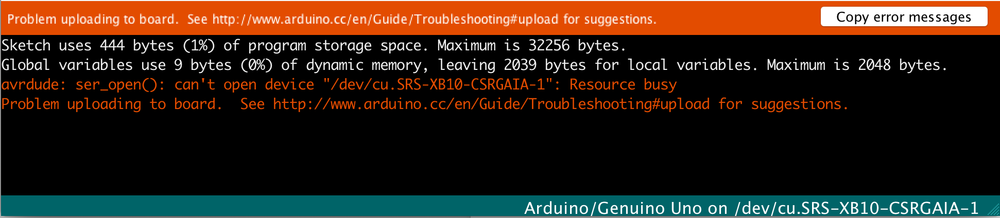 Problem uploading to board.  See http://www.arduino.cc/en/Guide/Troubleshooting#upload for suggestions.
Copy error messages
Sketch uses 444 bytes (1%) of program storage space. Maximum is 32256 bytes.
Global variables use 9 bytes (0%) of dynamic memory, leaving 2039 bytes for local variables. Maximum is 2048 bytes.
avrdude: ser_open(): can't open device "/dev/cu.SRS-XB10-CSRGAIA-1": Resource busy
Problem uploading to board.  See http://www.arduino.cc/en/Guide/Troubleshooting#upload for suggestions.
Arduino/Genuino Uno on /dev/cu.SRS-XB10-CSRGAIA-1